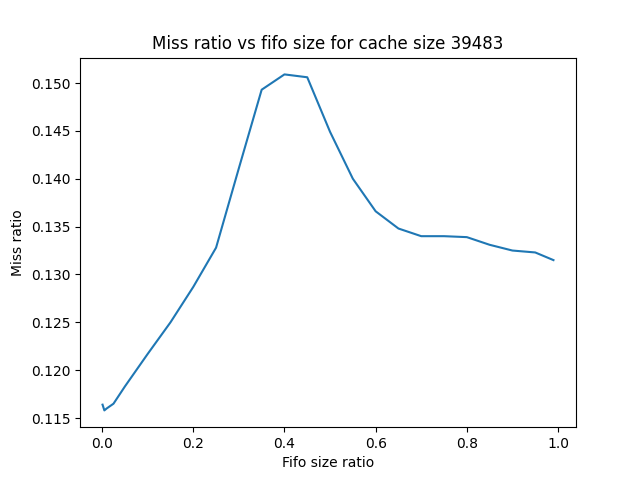 Miss ratio vs fifo size for cache size 39483
0.150
0.145
0.140
0.135
0.130
0.125
0.120
0.115
Miss ratio
0.0 0.2 0.4 0.6 0.8 1.0
Fifo size ratio